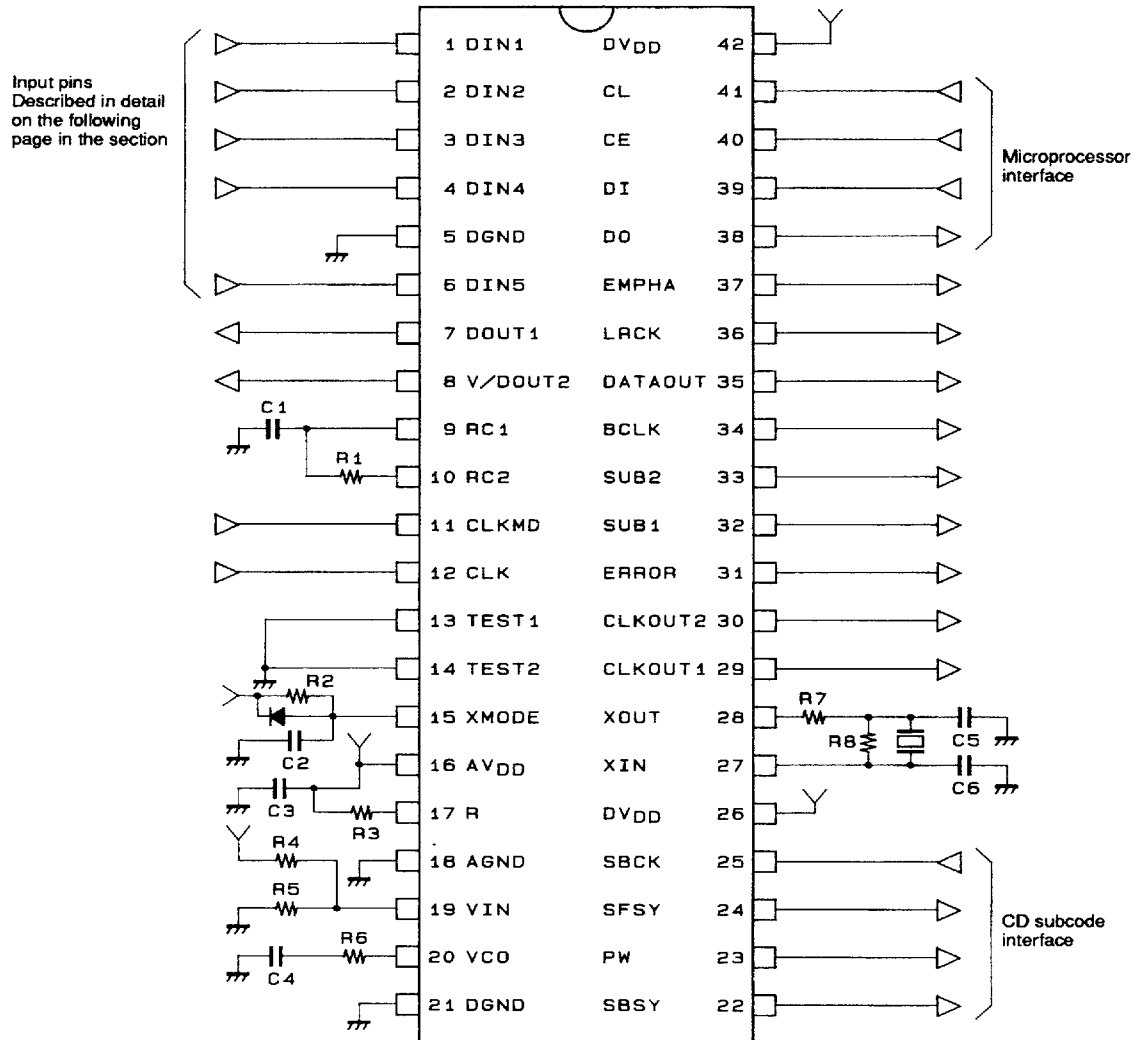 Input pins
Described in detail
on the following
page in the section
1 DIN1 DVDD 42
2 DIN2 CL 41
3 DIN3 CE 40
4 DIN4 DI 39
Microprocessor
interface
5 DGND DO 38
6 DIN5 EMPHA 37
7 DOUT1 LRCK 36
8 V/DOUT2 DATAOUT 35
C1
9 RC1 BCLK 34
R1
10 RC2 SUB2 33
11 CLKMD SUB1 32
12 CLK ERROR 31
13 TEST1 CLKOUT2 30
14 TEST2 CLKOUT1 29
R2
R7
15 XMODE XOUT 28
C2
R8
C5
16 AVDD XIN 27
C3
C6
17 R DVDD 26
R3
R4
18 AGND SBCK 25
R5
19 VIN SFSY 24
CD subcode
interface
R6
20 VCO PW 23
C4
21 DGND SBSY 22